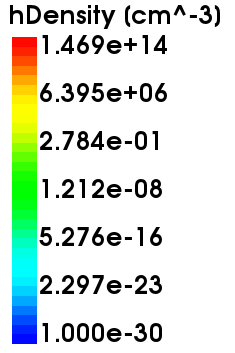 hDensity (cm^-3)
1.469e+14
6.395e+06
2.784e-01
1.212e-08
5.276e-16
2.297e-23
1.000e-30